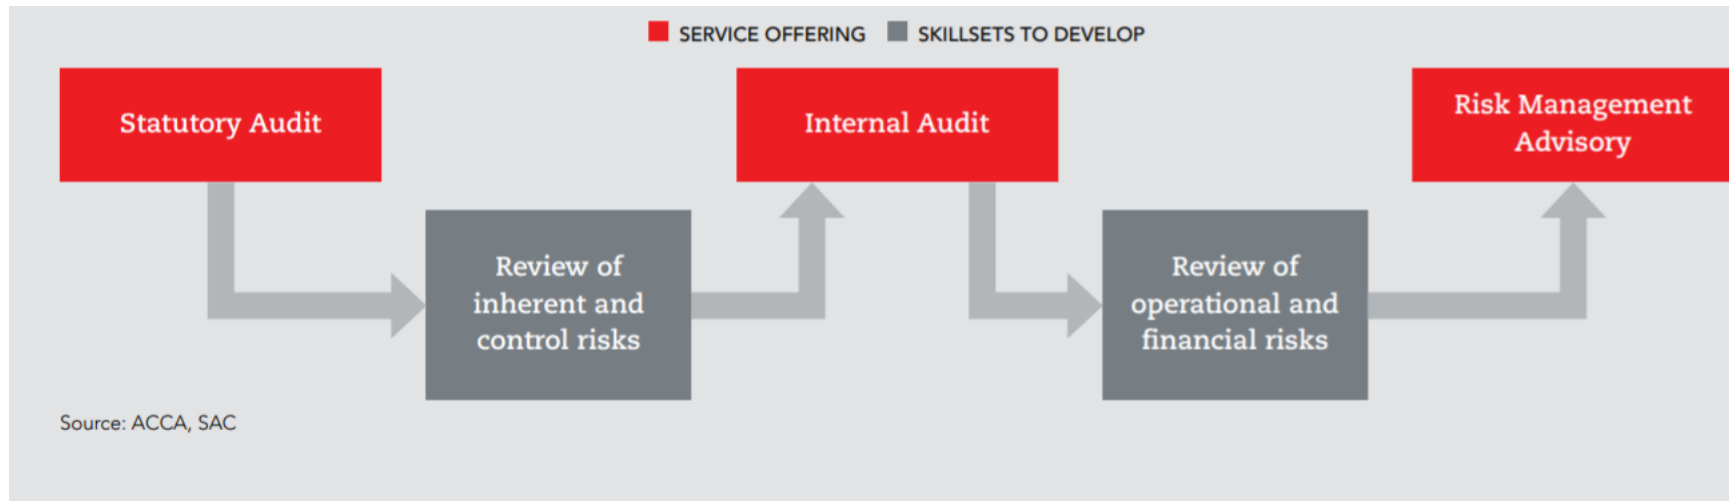 SERVICE OFFERING
SKILLSETS TO DEVELOP
Statutory Audit
Internal Audit
Risk Management
Advisory
Review of
inherent and
control risks
Review of
operational and
financial risks
Source: ACCA, SAC